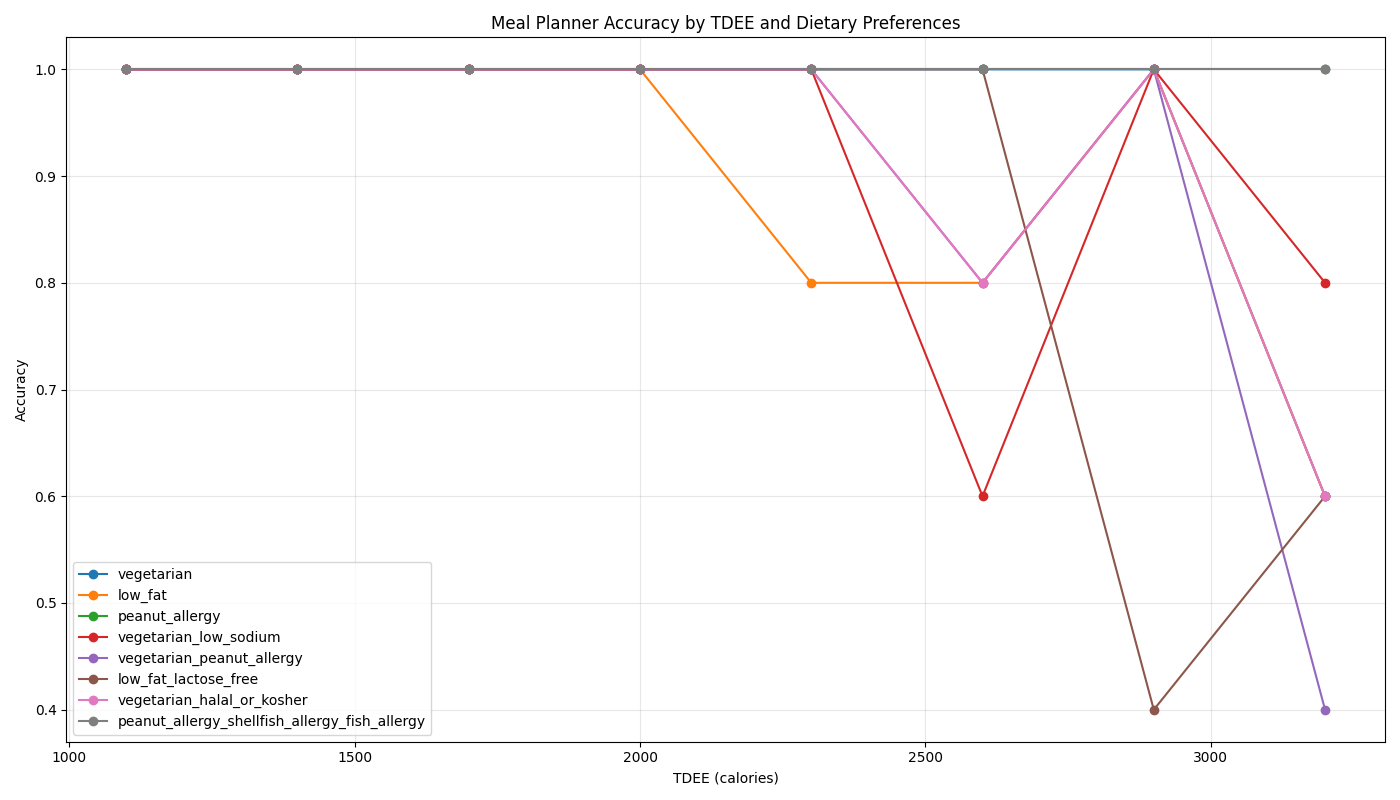 Meal Planner Accuracy by TDEE and Dietary Preferences
Accuracy
1.0
0.9
0.8
0.7
0.6
0.5
0.4
vegetarian
low_fat
peanut_allergy
vegetarian_low_sodium
vegetarian_peanut_allergy
low_fat_lactose_free
vegetarian_halal_or_kosher
peanut_allergy_shellfish_allergy_fish_allergy
1000 1500 2000 2500 3000
TDEE (calories)